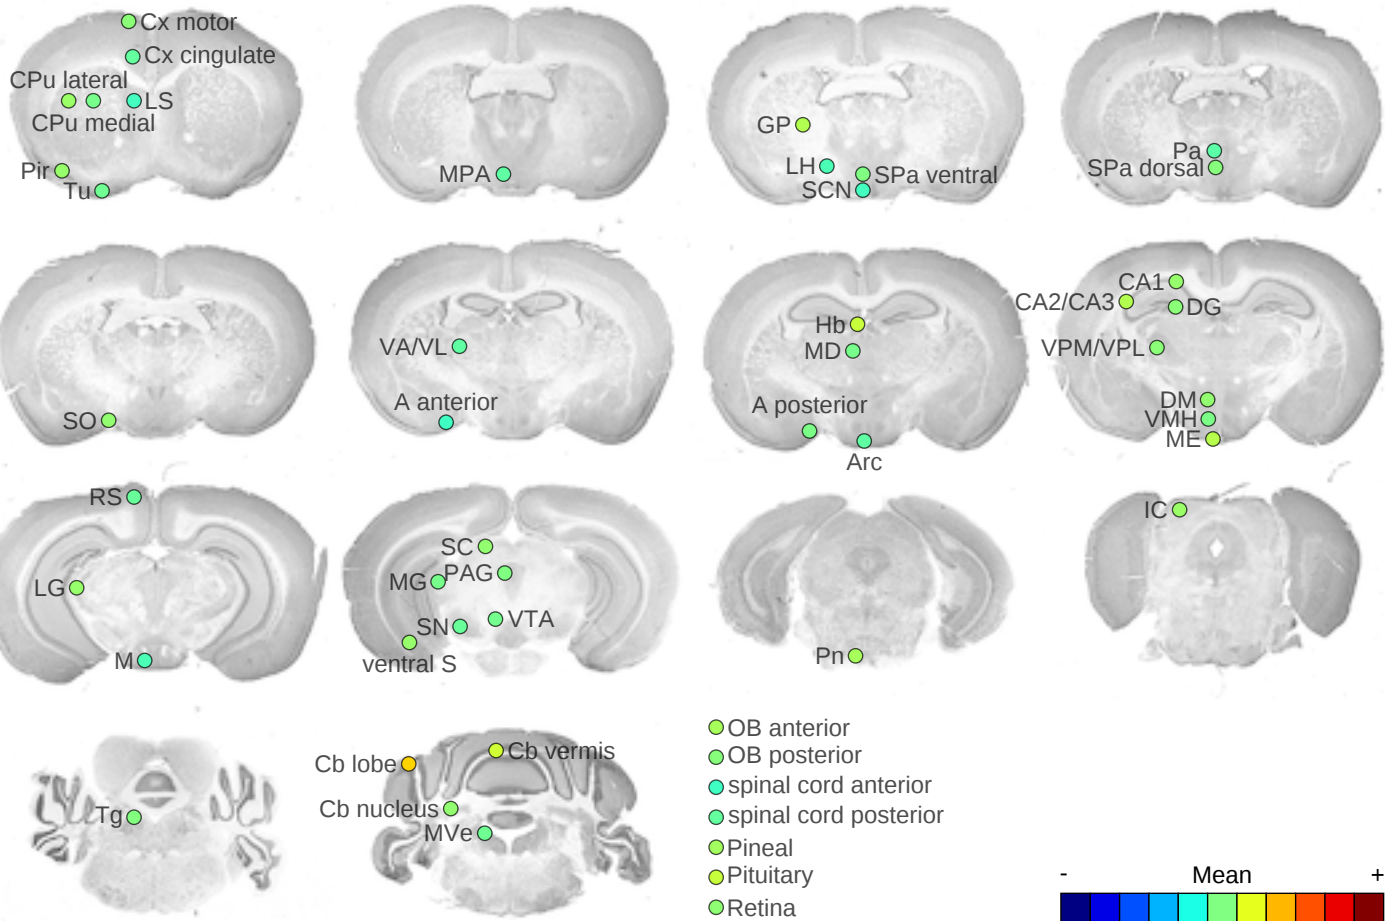 Cx motor
Cx cingulate
CPu lateral
LS
CPu medial
Pir
Tu
MPA
GP
LH
SPa ventral
SCN
Pa
SPa dorsal
SO
VA/VL
A anterior
Hb
MD
A posterior
Arc
CA1
CA2/CA3
DG
VPM/VPL
DM
VMH
ME
RS
LG
M
SC
MG
PAG
SN
VTA
ventral S
Pn
IC
Tg
Cb lobe
Cb vermis
Cb nucleus
MVe
OB anterior
OB posterior
spinal cord anterior
spinal cord posterior
Pineal
Pituitary
Retina
- Mean +